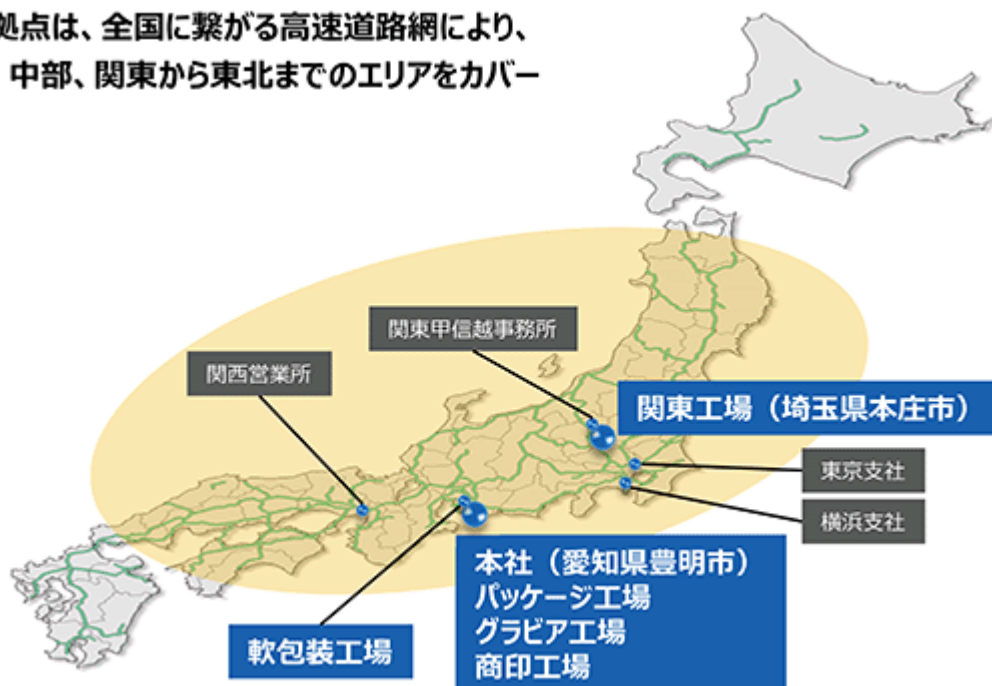 拠点は、全国に繋がる高速道路網により、
中部、関東から東北までのエリアをカバー
関東甲信越事務所
関西営業所
関東工場（埼玉県本庄市）
東京支社
横浜支社
本社（愛知県豊明市）
パッケージ工場
グラビア工場
商印工場
軟包装工場